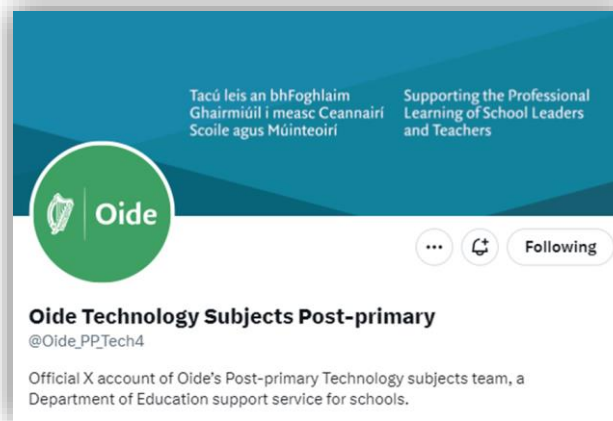 Tacú leis an bhFoghlaim
Ghairmiúil i measc Ceannairí
Scoile agus Múinteoirí
Supporting the Professional
Learning of School Leaders
and Teachers
Oide
Following
Oide Technology Subjects Post-primary
@Oide_PP_Tech4
Official X account of Oide's Post-primary Technology subjects team, a
Department of Education support service for schools.